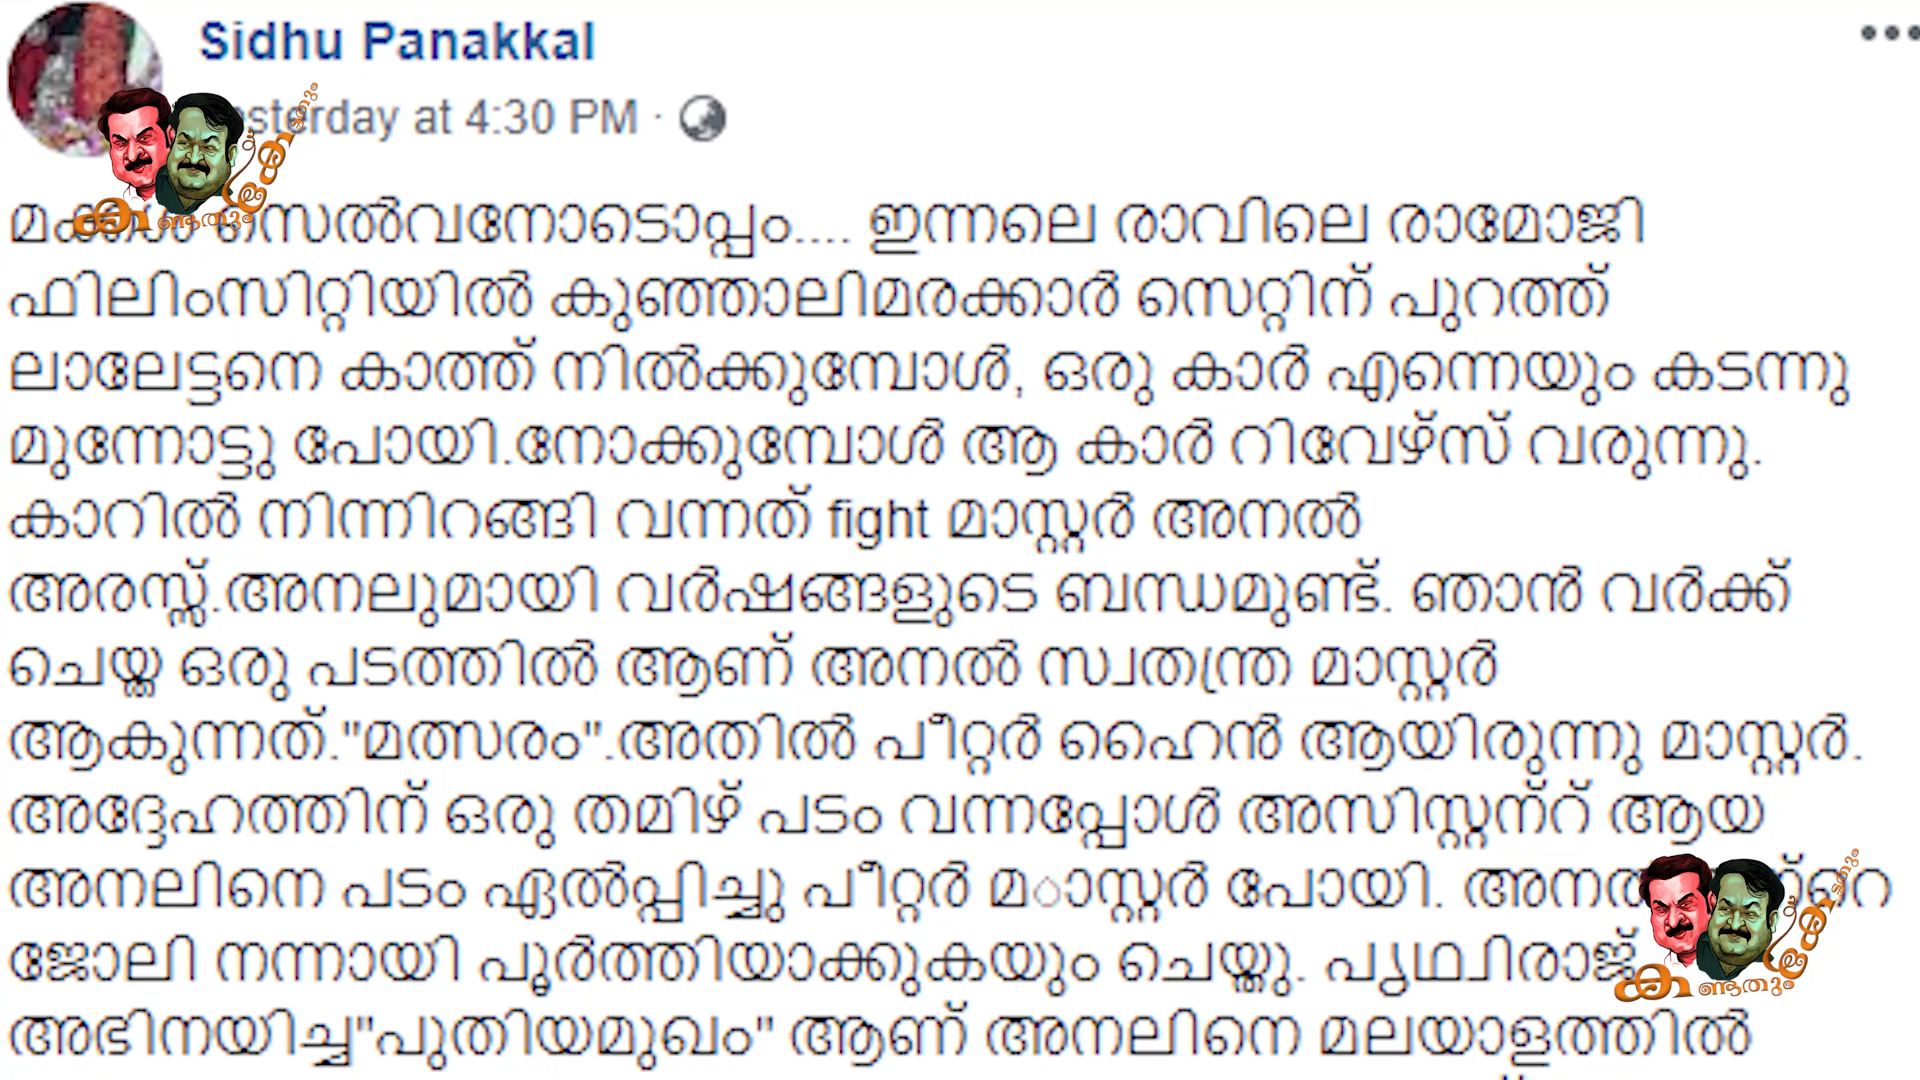 Sidhu Panakkal
sterday at 4:30 PM ·
സെൽവനോടൊപ്പം.... ഇന്നലെ രാവിലെ രാമോജി
ഫിലിംസിറ്റിയിൽ കുഞ്ഞാലിമരക്കാർ സെറ്റിന് പുറത്ത്
ലാലേട്ടനെ കാത്ത് നിൽക്കുമ്പോൾ, ഒരു കാർ എന്നെയും കടന്നു
മുന്നോട്ടു പോയി.നോക്കുമ്പോൾ ആ കാർ റിവേഴ്സ് വരുന്നു.
കാറിൽ നിന്നിറങ്ങി വന്നത് fight മാസ്റ്റർ അനൽ
അരസ്സ്.അനലുമായി വർഷങ്ങളുടെ ബന്ധമുണ്ട്. ഞാൻ വർക്ക്
ചെയ്ത ഒരു പടത്തിൽ ആണ് അനൽ സ്വതന്ത്ര മാസ്റ്റർ
ആകുന്നത്."മത്സരം".അതിൽ പീറ്റർ ഹൈൻ ആയിരുന്നു മാസ്റ്റർ.
അദ്ദേഹത്തിന് ഒരു തമിഴ് പടം വന്നപ്പോൾ അസിസ്റ്റന്റ് ആയ
അനലിനെ പടം ഏൽപ്പിച്ചു പീറ്റർ മാസ്റ്റർ പോയി.
ജോലി നന്നായി പൂർത്തിയാക്കുകയും ചെയ്തു. പൃഥ്വിരാജ്
അഭിനയിച്ച"പുതിയമുഖം" ആണ് അനലിനെ മലയാളത്തിൽ